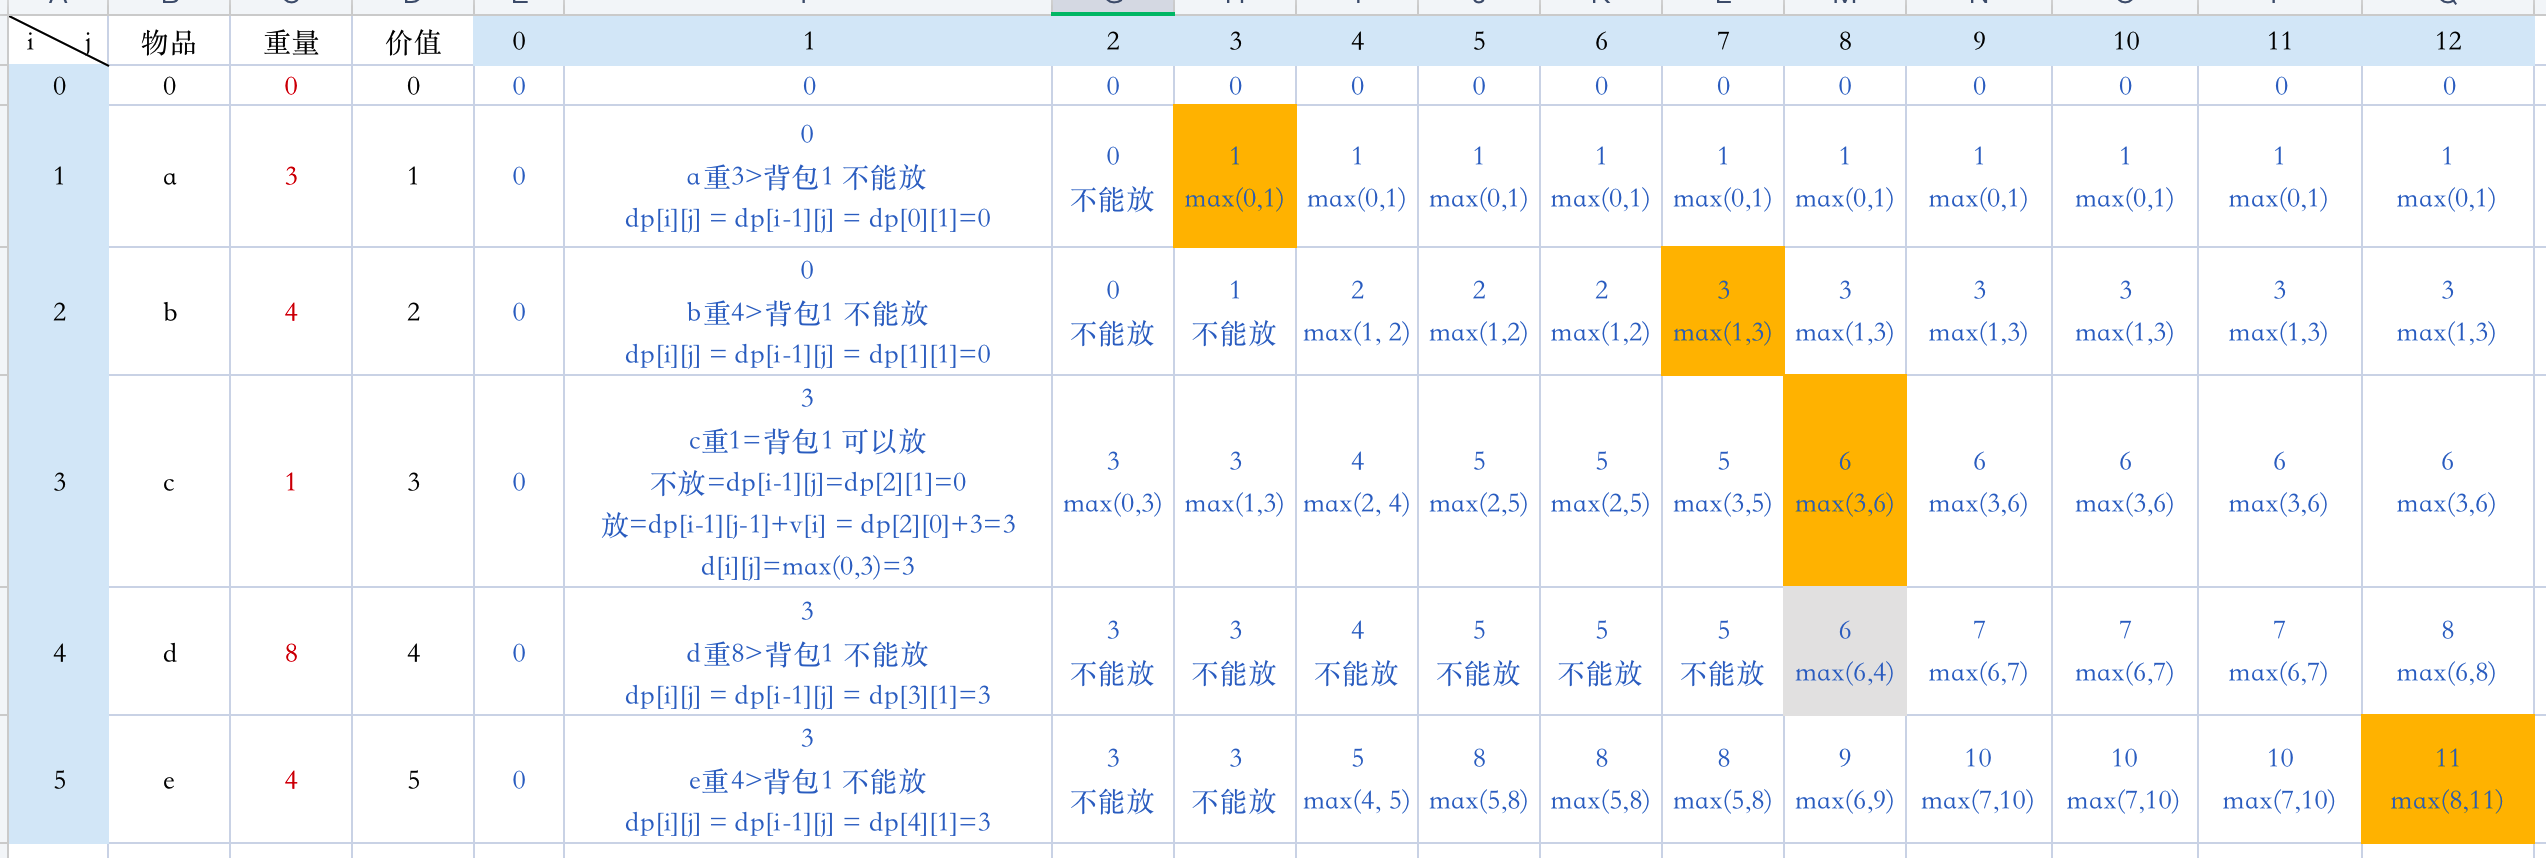 i j 物品 重量 价值 0 1 2 3 4 5 6 7 8 9 10 11 12
0 0 0 0 0 0 0 0 0 0 0 0 0 0 0 0 0
1 a 3 1 0
0
a重3>背包1 不能放
dp[i][j] = dp[i-1][j] = dp[0][1]=0
0
不能放
1
max(0,1)
1
max(0,1)
1
max(0,1)
1
max(0,1)
1
max(0,1)
1
max(0,1)
1
max(0,1)
1
max(0,1)
1
max(0,1)
1
max(0,1)
2 b 4 2 0
0
b重4>背包1 不能放
dp[i][j] = dp[i-1][j] = dp[1][1]=0
0
不能放
1
不能放
2
max(1, 2)
2
max(1,2)
2
max(1,2)
3
max(1,3)
3
max(1,3)
3
max(1,3)
3
max(1,3)
3
max(1,3)
3
max(1,3)
3 c 1 3 0
3
c重1=背包1 可以放
不放=dp[i-1][j]=dp[2][1]=0
放=dp[i-1][j-1]+v[i] = dp[2][0]+3=3
d[i][j]=max(0,3)=3
3
max(0,3)
3
max(1,3)
4
max(2, 4)
5
max(2,5)
5
max(2,5)
5
max(3,5)
6
max(3,6)
6
max(3,6)
6
max(3,6)
6
max(3,6)
6
max(3,6)
4 d 8 4 0
3
d重8>背包1 不能放
dp[i][j] = dp[i-1][j] = dp[3][1]=3
3
不能放
3
不能放
4
不能放
5
不能放
5
不能放
5
不能放
6
max(6,4)
7
max(6,7)
7
max(6,7)
7
max(6,7)
8
max(6,8)
5 e 4 5 0
3
e重4>背包1 不能放
dp[i][j] = dp[i-1][j] = dp[4][1]=3
3
不能放
3
不能放
5
max(4, 5)
8
max(5,8)
8
max(5,8)
8
max(5,8)
9
max(6,9)
10
max(7,10)
10
max(7,10)
10
max(7,10)
11
max(8,11)